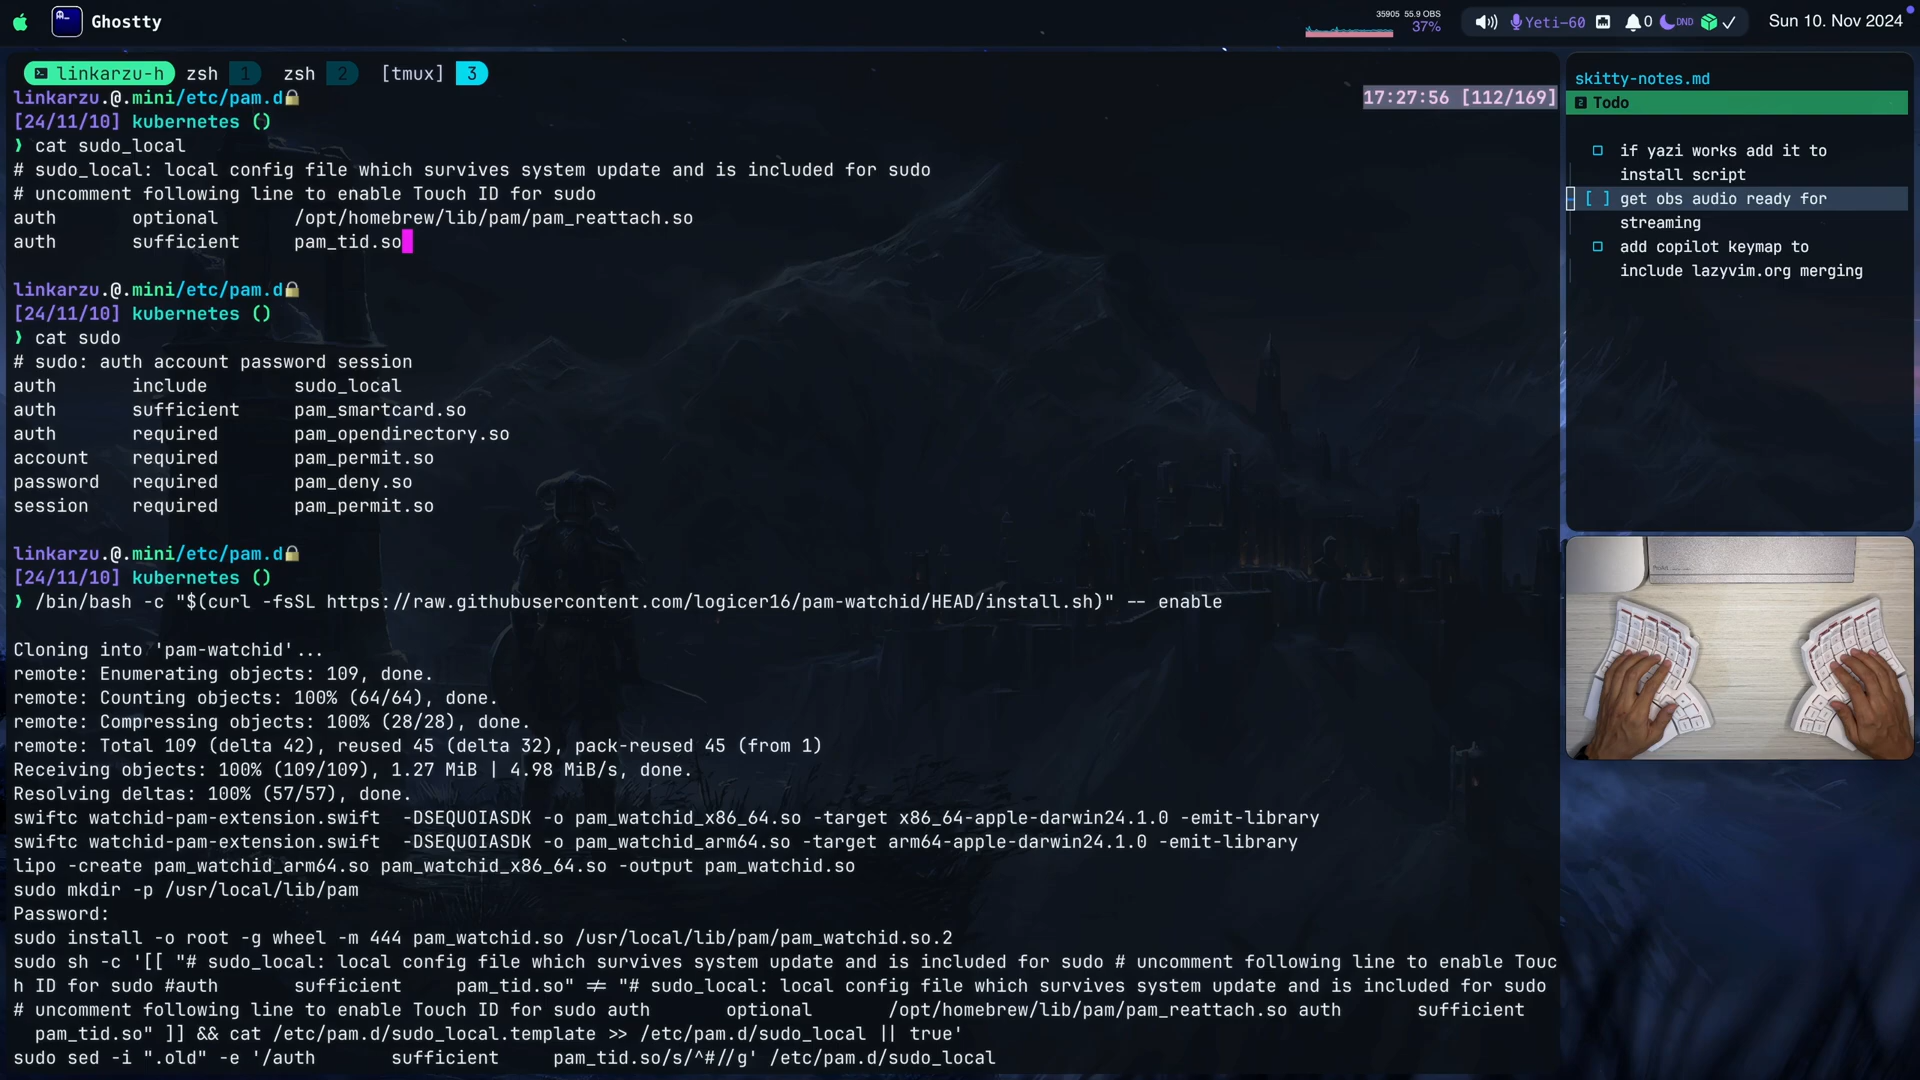 Ghostty
35905 55.9 OBS
37%
Yeti-60
0
DND
Sun 10. Nov 2024
linkarzu-h zsh 1 zsh 2 [tmux] 3
linkarzu.@.mini/etc/pam.d
17:27:56 [112/169]
[24/11/10] kubernetes ()
❯ cat sudo_local
# sudo_local: local config file which survives system update and is included for sudo
# uncomment following line to enable Touch ID for sudo
auth       optional       /opt/homebrew/lib/pam/pam_reattach.so
auth       sufficient     pam_tid.so
linkarzu.@.mini/etc/pam.d
[24/11/10] kubernetes ()
❯ cat sudo
# sudo: auth account password session
auth       include        sudo_local
auth       sufficient     pam_smartcard.so
auth       required       pam_opendirectory.so
account    required       pam_permit.so
password   required       pam_deny.so
session    required       pam_permit.so
linkarzu.@.mini/etc/pam.d
[24/11/10] kubernetes ()
❯ /bin/bash -c "$(curl -fsSL https://raw.githubusercontent.com/logicer16/pam-watchid/HEAD/install.sh)" -- enable
Cloning into 'pam-watchid'...
remote: Enumerating objects: 109, done.
remote: Counting objects: 100% (64/64), done.
remote: Compressing objects: 100% (28/28), done.
remote: Total 109 (delta 42), reused 45 (delta 32), pack-reused 45 (from 1)
Receiving objects: 100% (109/109), 1.27 MiB | 4.98 MiB/s, done.
Resolving deltas: 100% (57/57), done.
swiftc watchid-pam-extension.swift  -DSEQUOIASDK -o pam_watchid_x86_64.so -target x86_64-apple-darwin24.1.0 -emit-library
swiftc watchid-pam-extension.swift  -DSEQUOIASDK -o pam_watchid_arm64.so -target arm64-apple-darwin24.1.0 -emit-library
lipo -create pam_watchid_arm64.so pam_watchid_x86_64.so -output pam_watchid.so
sudo mkdir -p /usr/local/lib/pam
Password:
sudo install -o root -g wheel -m 444 pam_watchid.so /usr/local/lib/pam/pam_watchid.so.2
sudo sh -c '[[ "# sudo_local: local config file which survives system update and is included for sudo # uncomment following line to enable Touc
h ID for sudo #auth       sufficient     pam_tid.so" ≠ "# sudo_local: local config file which survives system update and is included for sudo
# uncomment following line to enable Touch ID for sudo auth       optional       /opt/homebrew/lib/pam/pam_reattach.so auth       sufficient
pam_tid.so" ]] && cat /etc/pam.d/sudo_local.template >> /etc/pam.d/sudo_local || true'
sudo sed -i ".old" -e '/auth       sufficient     pam_tid.so/s/^#//g' /etc/pam.d/sudo_local
skitty-notes.md
2 Todo
if yazi works add it to
install script
[ ] get obs audio ready for
streaming
add copilot keymap to
include lazyvim.org merging